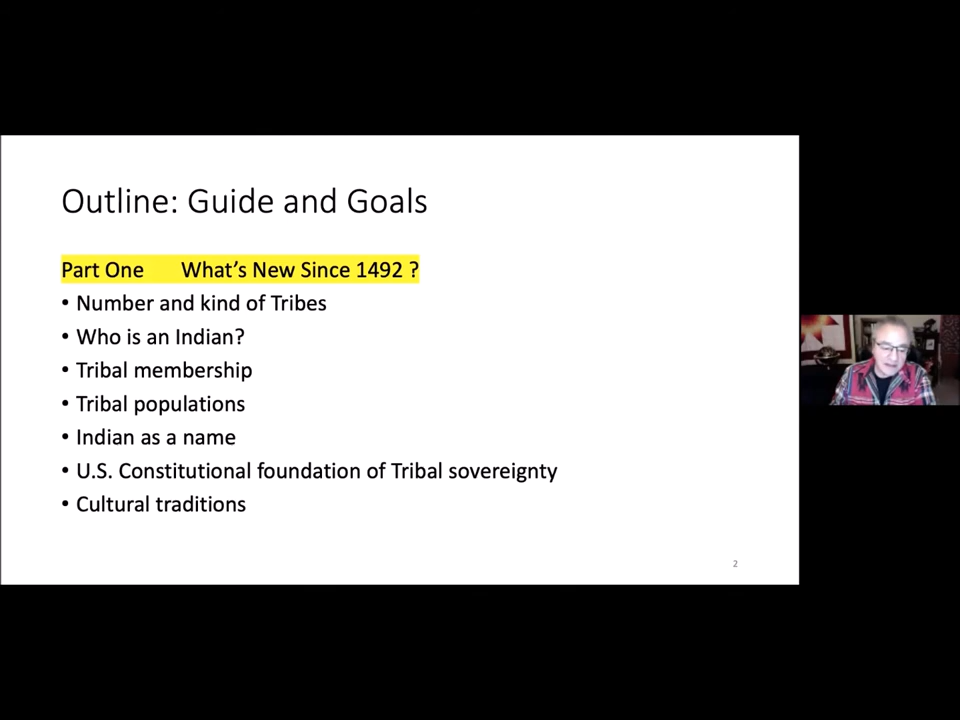 Outline: Guide and Goals
Part One What's New Since 1492 ?
• Number and kind of Tribes
• Who is an Indian?
• Tribal membership
• Tribal populations
• Indian as a name
• U.S. Constitutional foundation of Tribal sovereignty
• Cultural traditions
2